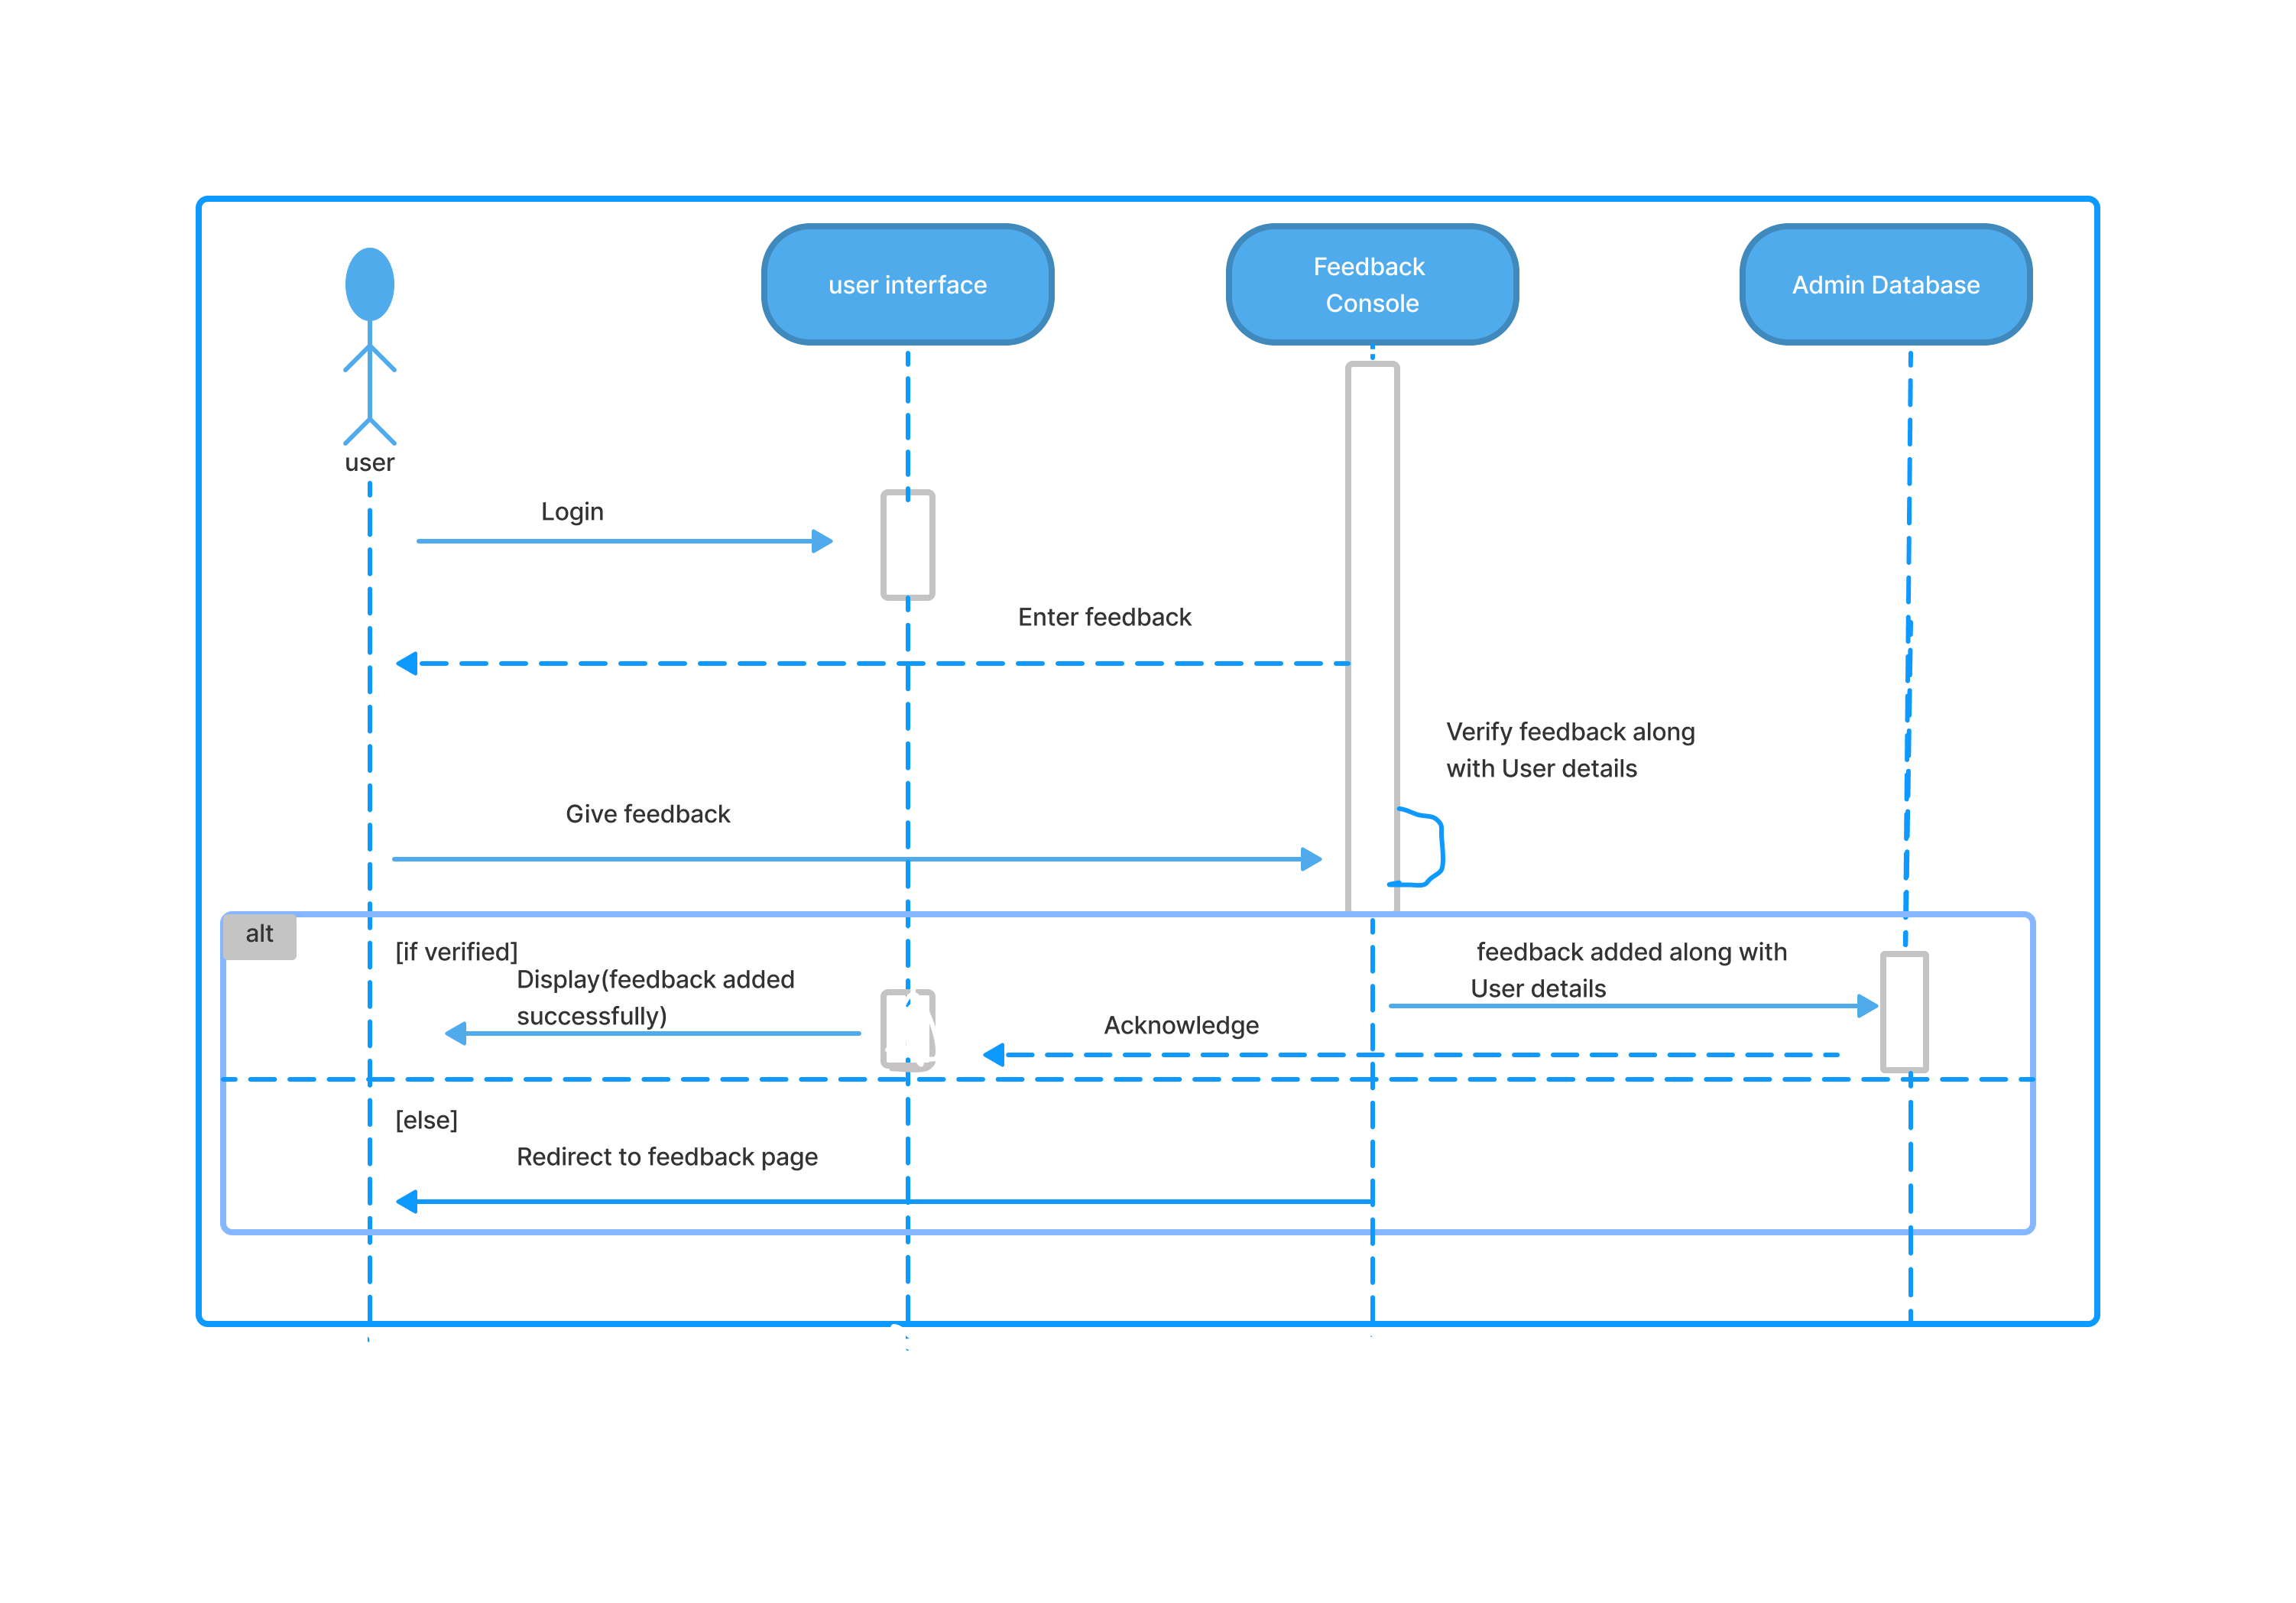 user interface
Feedback
Console
Admin Database
user
Login
Enter feedback
Verify feedback along
with User details
Give feedback
alt
[if verified]
feedback added along with
User details
Display(feedback added
successfully)
Acknowledge
[else]
Redirect to feedback page